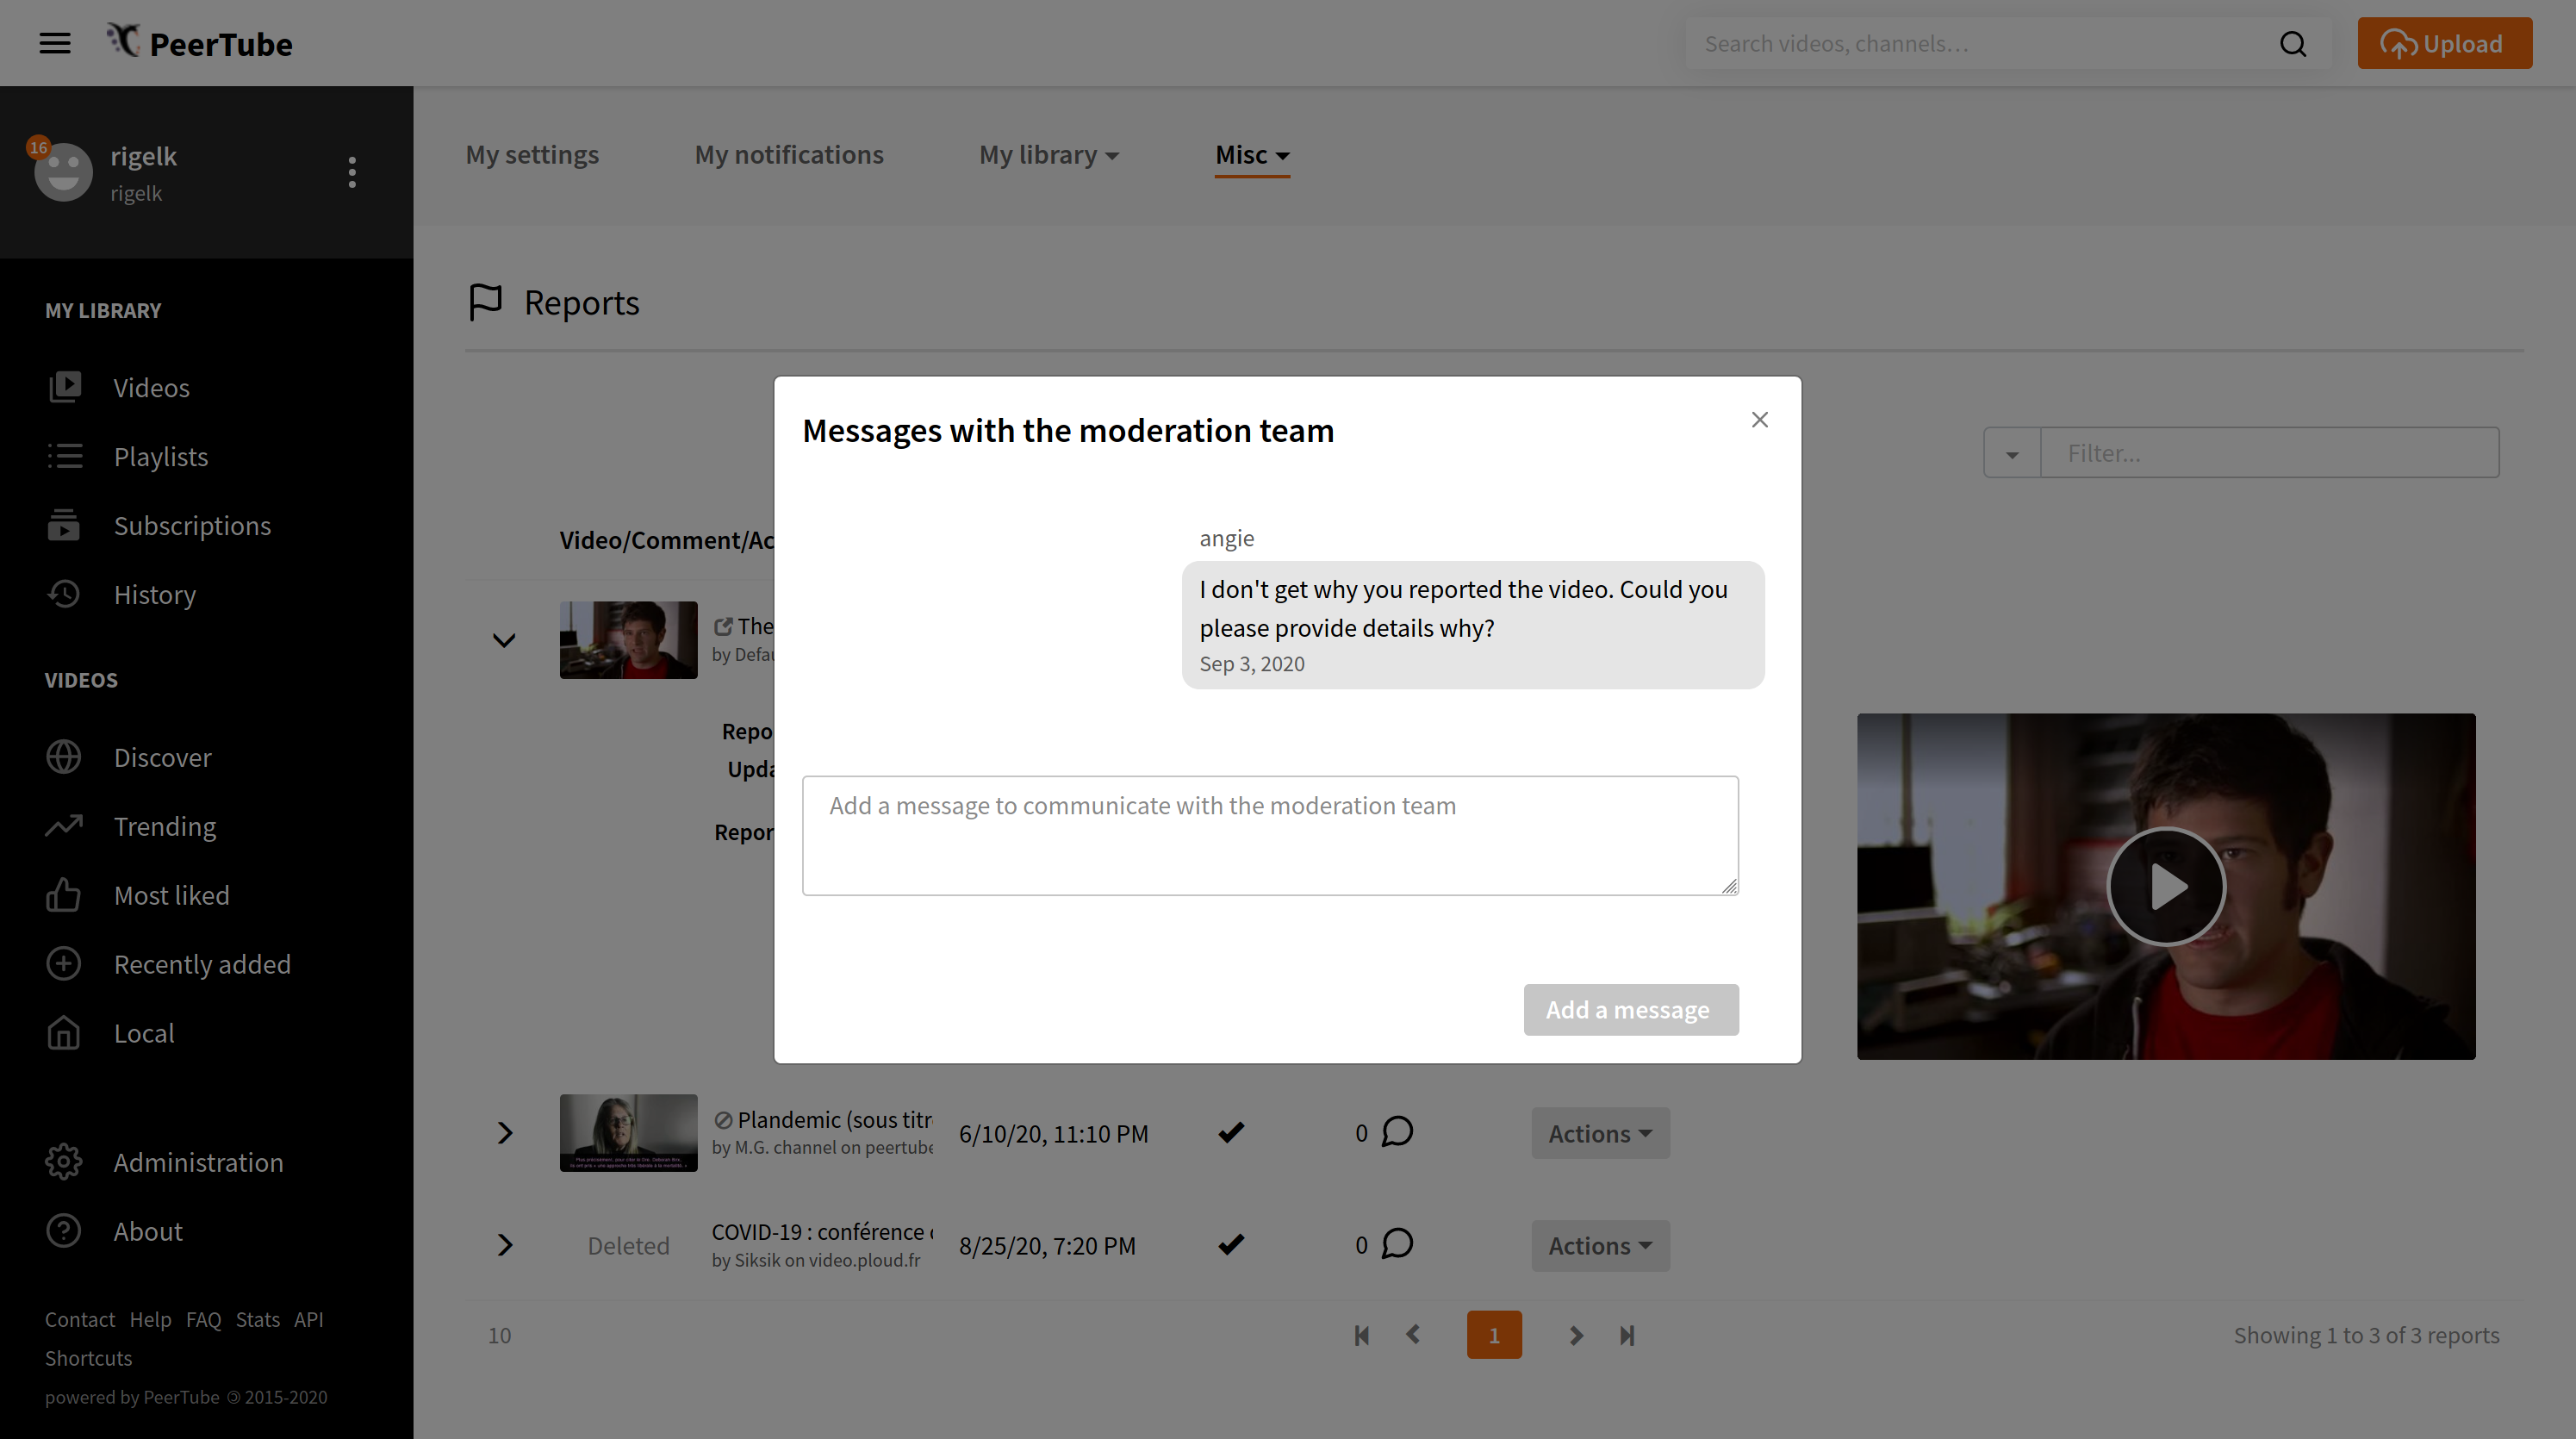 PeerTube
Search videos, channels…
Upload
16
rigelk
rigelk
My settings
My notifications
My library
Misc
MY LIBRARY
Videos
Playlists
Subscriptions
History
VIDEOS
Discover
Trending
Most liked
Recently added
Local
Administration
About
Contact Help FAQ Stats API
Shortcuts
powered by PeerTube © 2015-2020
Reports
Filter...
Video/Comment/Ac
The
by Defau
Repo
Upda
Repor
Messages with the moderation team
angie
I don't get why you reported the video. Could you
please provide details why?
Sep 3, 2020
Add a message to communicate with the moderation team
Add a message
Plandemic (sous titr
by M.G. channel on peertube
6/10/20, 11:10 PM
0
Actions
Deleted
COVID-19 : conférence
by Siksik on video.ploud.fr
8/25/20, 7:20 PM
0
Actions
10
1
Showing 1 to 3 of 3 reports